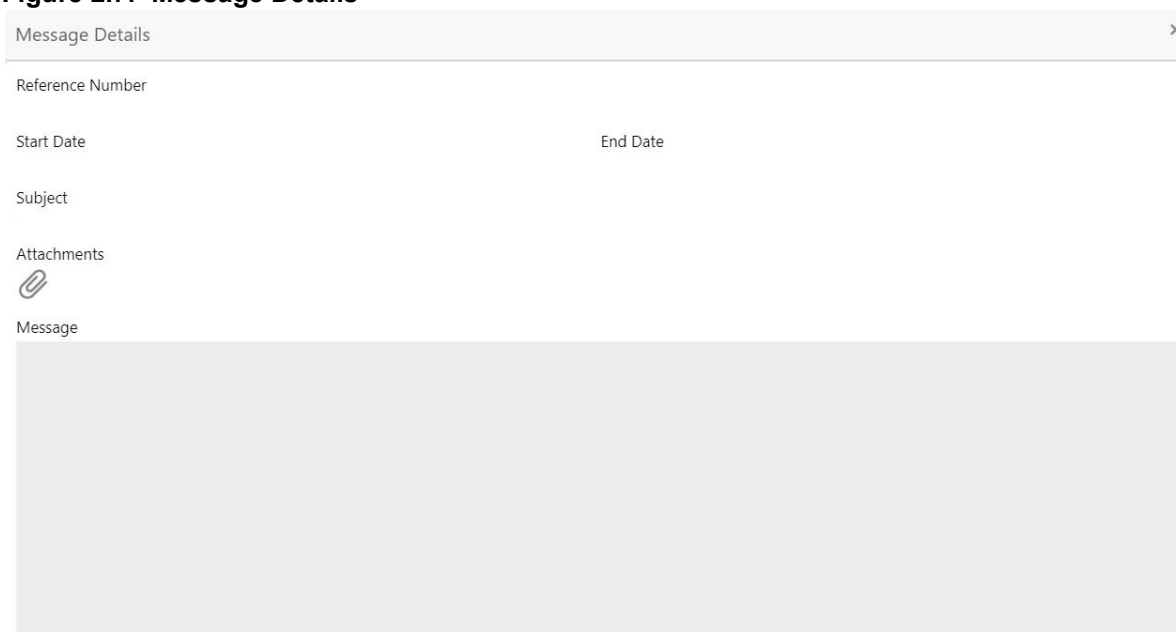 Message Details
Reference Number
Start Date End Date
Subject
Attachments
Message